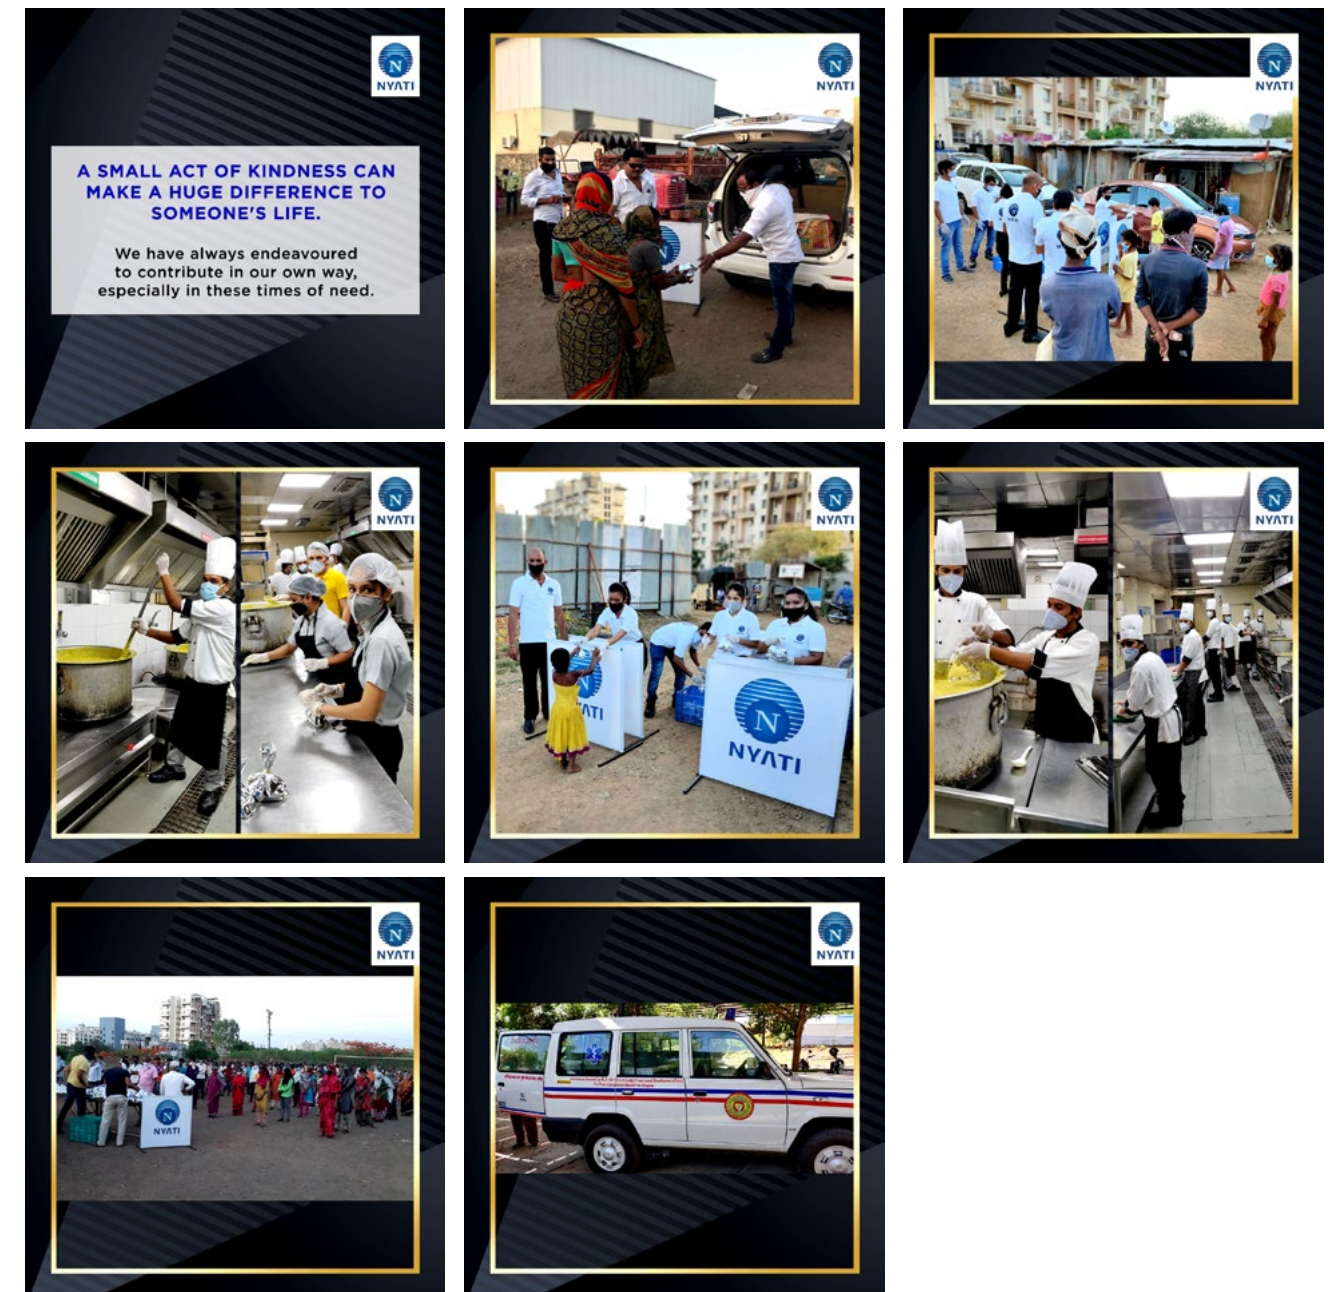 N
NYATI
A SMALL ACT OF KINDNESS CAN
MAKE A HUGE DIFFERENCE TO
SOMEONE'S LIFE.
We have always endeavoured
to contribute in our own way,
especially in these times of need.
N
NYATI
N
N
NYATI
N
NYATI
N
NYATI
NYATI
N
NYATI
N
NYATI
N
NYATI
N
NYATI
N
NYATI